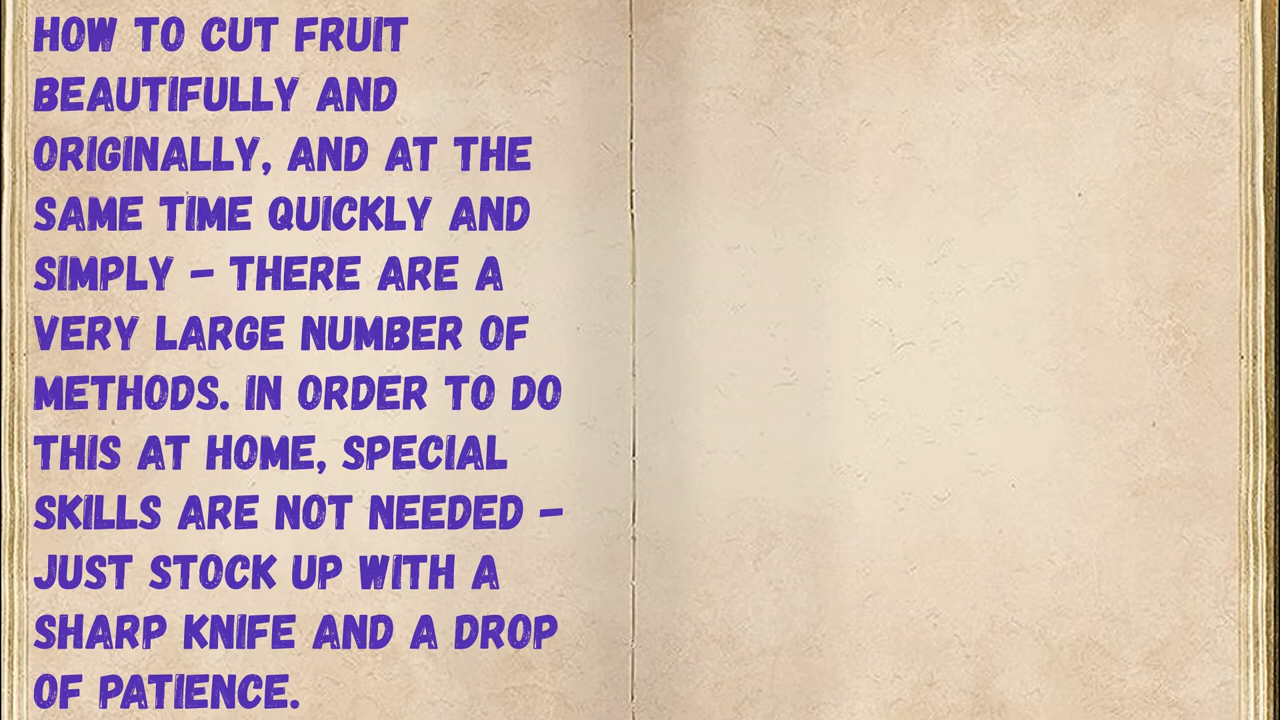 HOW TO CUT FRUIT
BEAUTIFULLY AND
ORIGINALLY, AND AT THE
SAME TIME QUICKLY AND
SIMPLY – THERE ARE A
VERY LARGE NUMBER OF
METHODS. IN ORDER TO DO
THIS AT HOME, SPECIAL
SKILLS ARE NOT NEEDED –
JUST STOCK UP WITH A
SHARP KNIFE AND A DROP
OF PATIENCE.